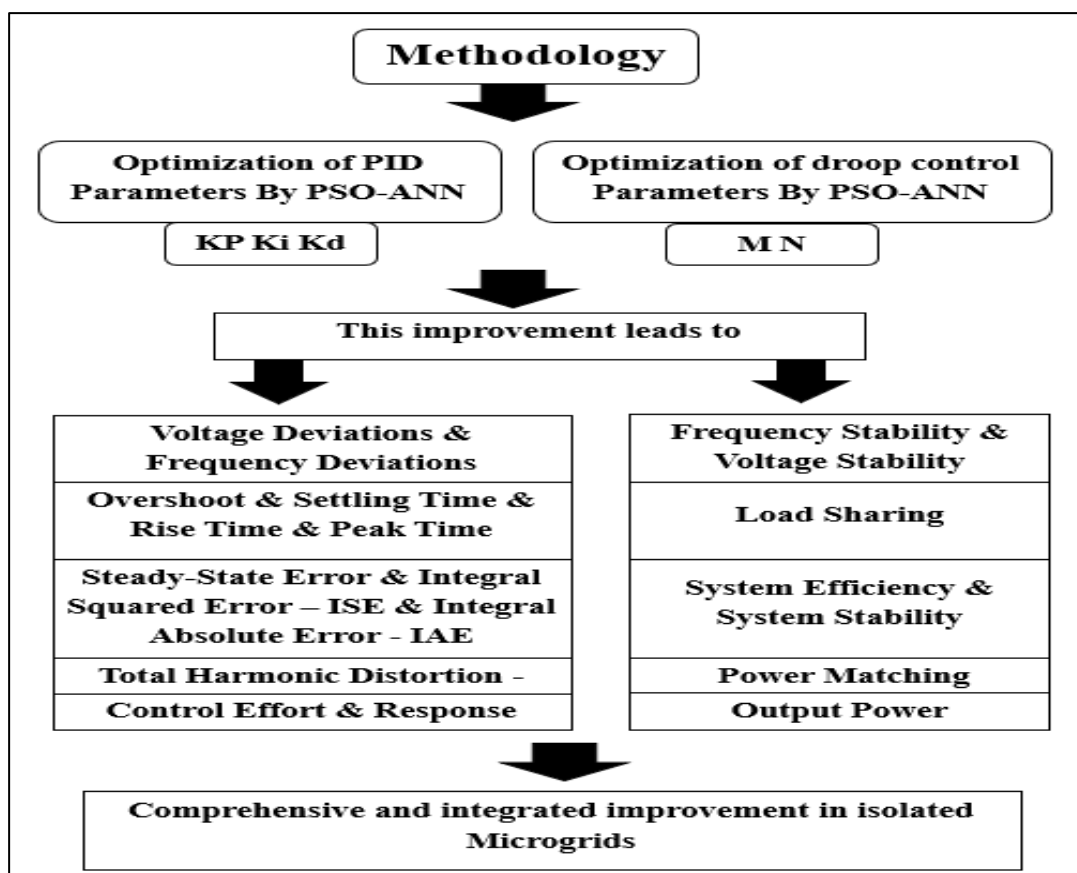 Methodology
Optimization of PID
Parameters By PSO-ANN
KP Ki Kd
Optimization of droop control
Parameters By PSO-ANN
M N
This improvement leads to
Voltage Deviations &
Frequency Deviations
Overshoot & Settling Time &
Rise Time & Peak Time
Steady-State Error & Integral
Squared Error – ISE & Integral
Absolute Error - IAE
Total Harmonic Distortion -
Control Effort & Response
Frequency Stability &
Voltage Stability
Load Sharing
System Efficiency &
System Stability
Power Matching
Output Power
Comprehensive and integrated improvement in isolated
Microgrids